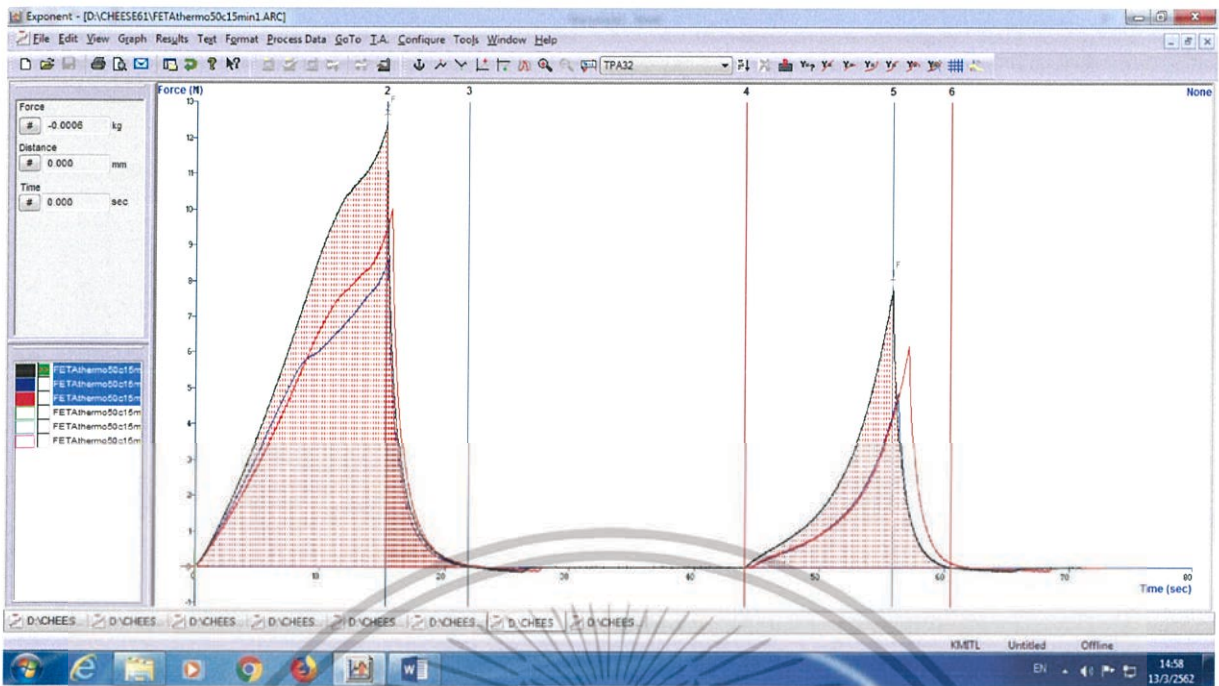 Exponent - [D:\CHEESE61\FETAthermo50c15min1.ARC]
File Edit View Graph Results Test Format Process Data GoTo T.A. Configure Tools Window Help
TPA32
Force
# -0.0006 kg
Distance
# 0.000 mm
Time
# 0.000 sec
FETAthermo50c15m
FETAthermo50c15m
FETAthermo50c15m
FETAthermo50c15m
FETAthermo50c15m
FETAthermo50c15m
Force (N) 2 3 4 5 6 None
F
F
13
12
11
10
9
8
7
6
5
4
3
2
1
0
-1
0 10 20 30 40 50 60 70 80
Time (sec)
D:\CHEES D:\CHEES D:\CHEES D:\CHEES D:\CHEES D:\CHEES D:\CHEES D:\CHEES
KMITL Untitled Offline
EN 14:58
13/3/2562